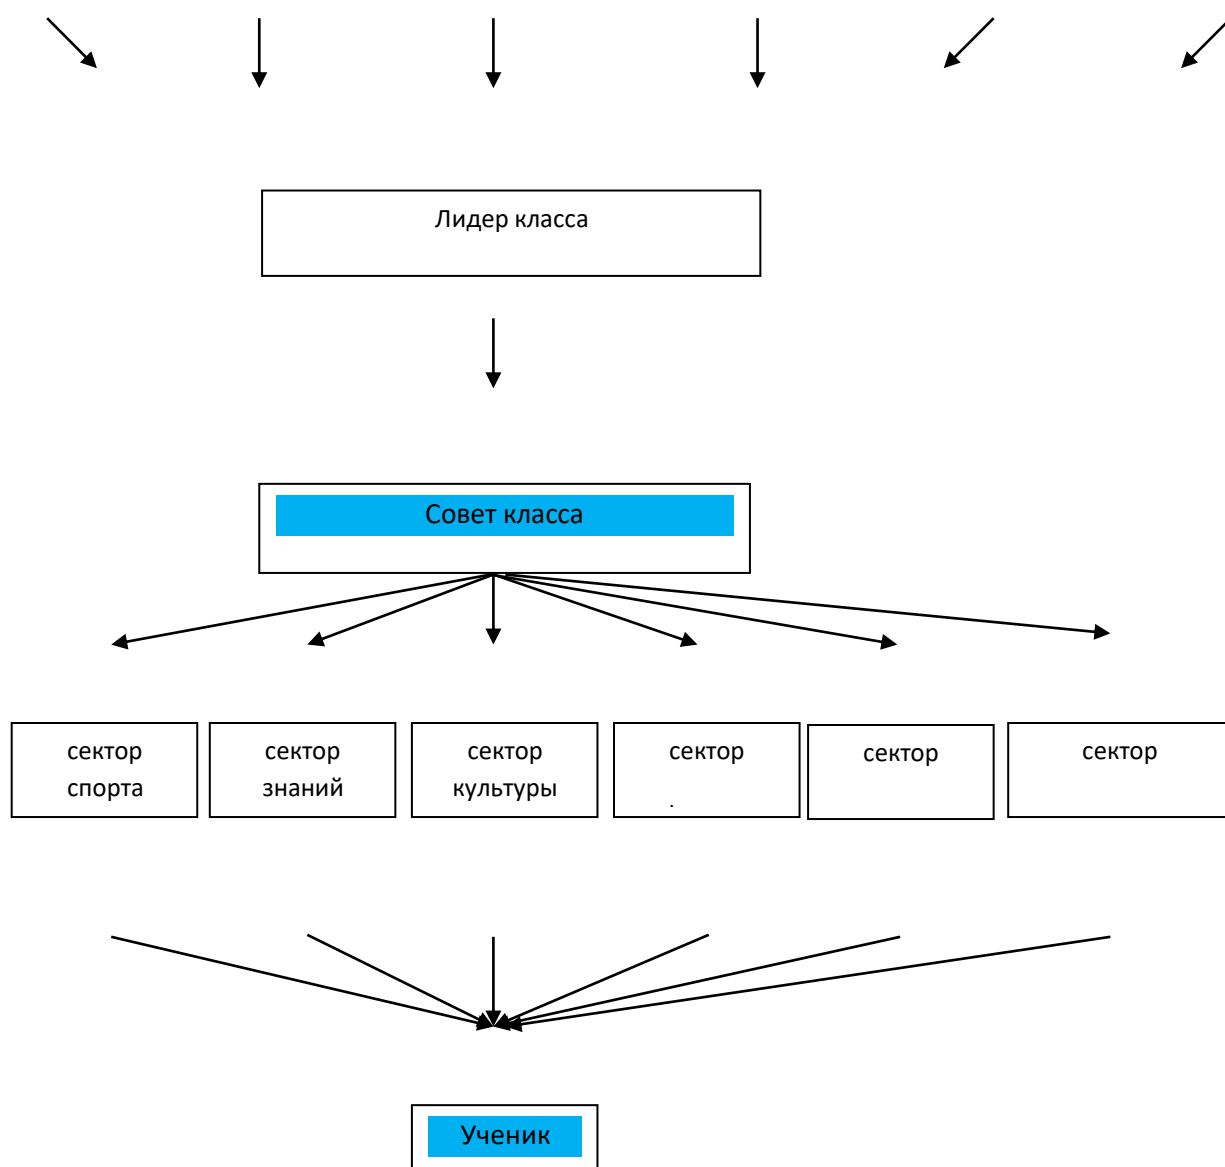 Лидер класса
Совет класса
сектор
спорта
сектор
знаний
сектор
культуры
сектор
.
сектор
сектор
Ученик